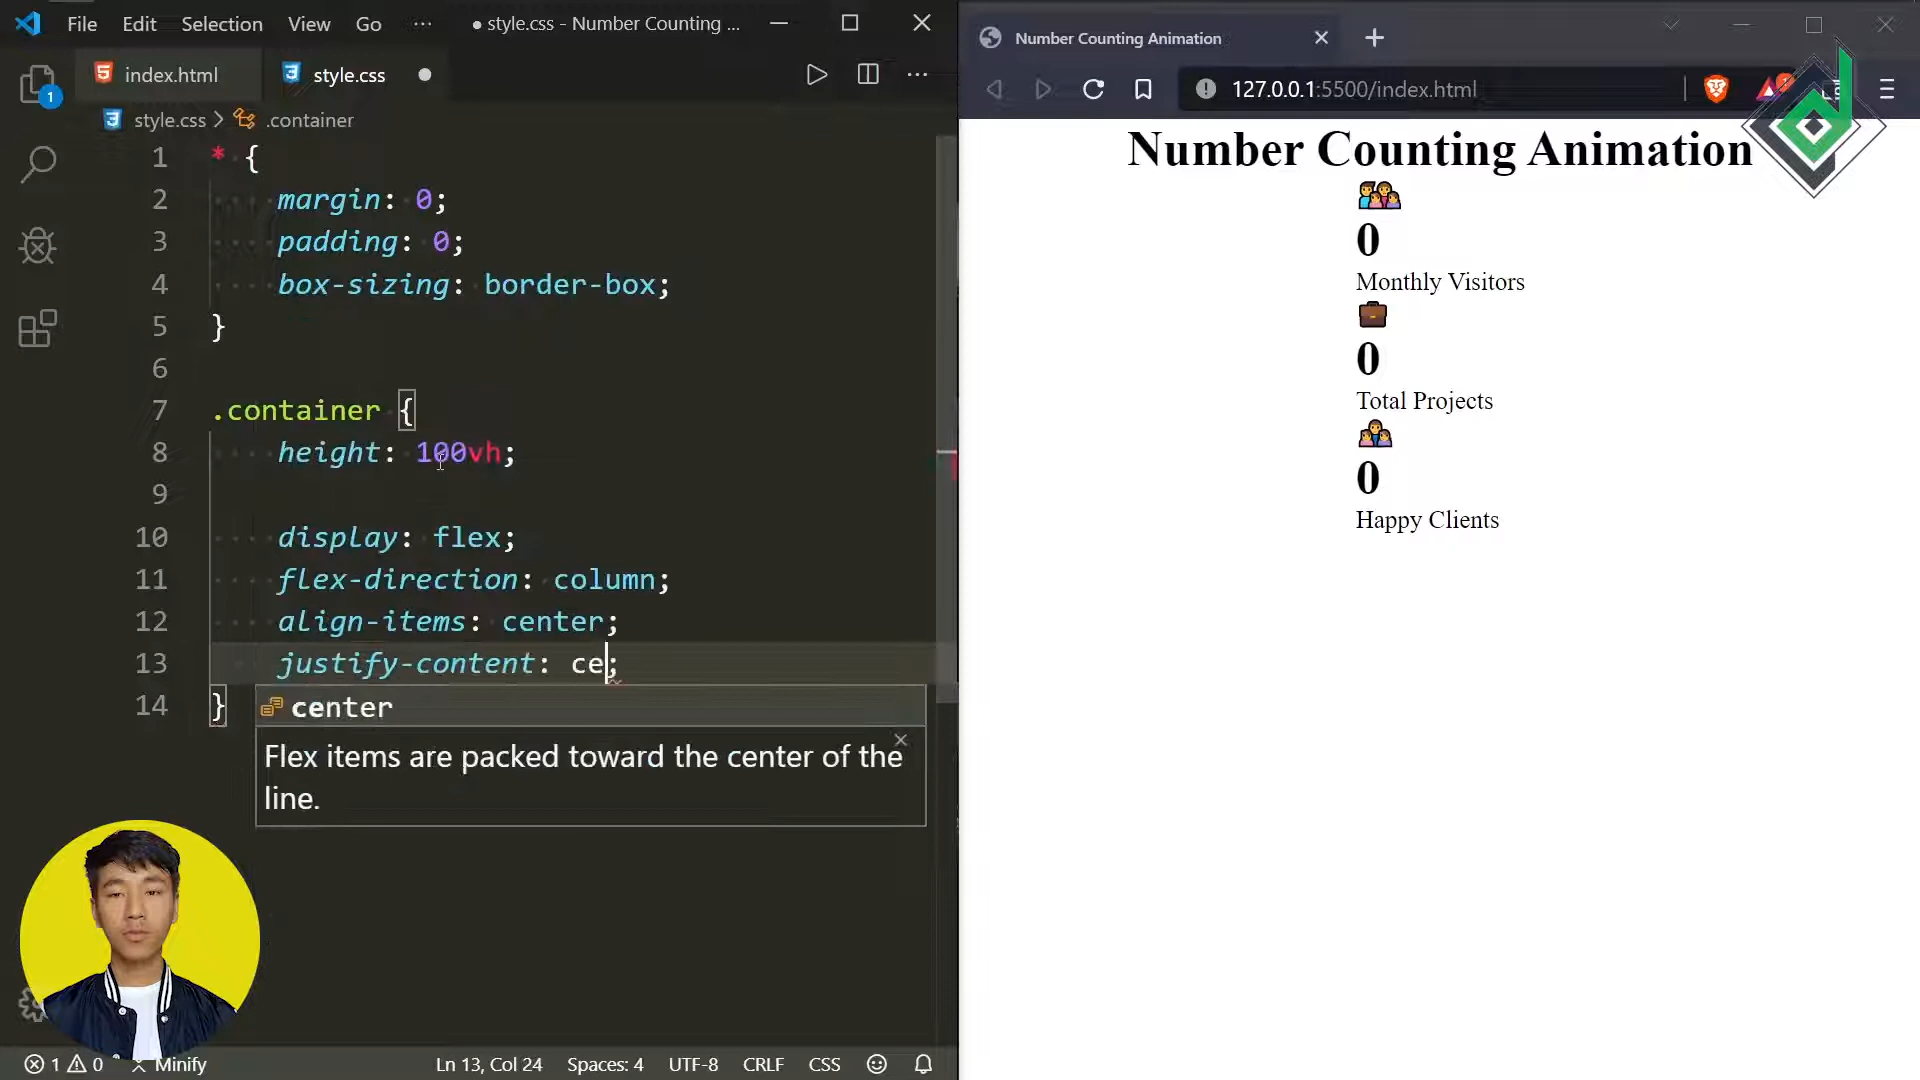 File Edit Selection View Go ··· ● style.css - Number Counting ...
index.html style.css ●
style.css > .container
1 * {
2 margin: 0;
3 padding: 0;
4 box-sizing: border-box;
5 }
6
7 .container {
8 height: 100vh;
9
10 display: flex;
11 flex-direction: column;
12 align-items: center;
13 justify-content: ce;
14 }
center
Flex items are packed toward the center of the
line.
1
1 0 Minify Ln 13, Col 24 Spaces: 4 UTF-8 CRLF CSS
Number Counting Animation
127.0.0.1:5500/index.html
Number Counting Animation
0
Monthly Visitors
0
Total Projects
0
Happy Clients